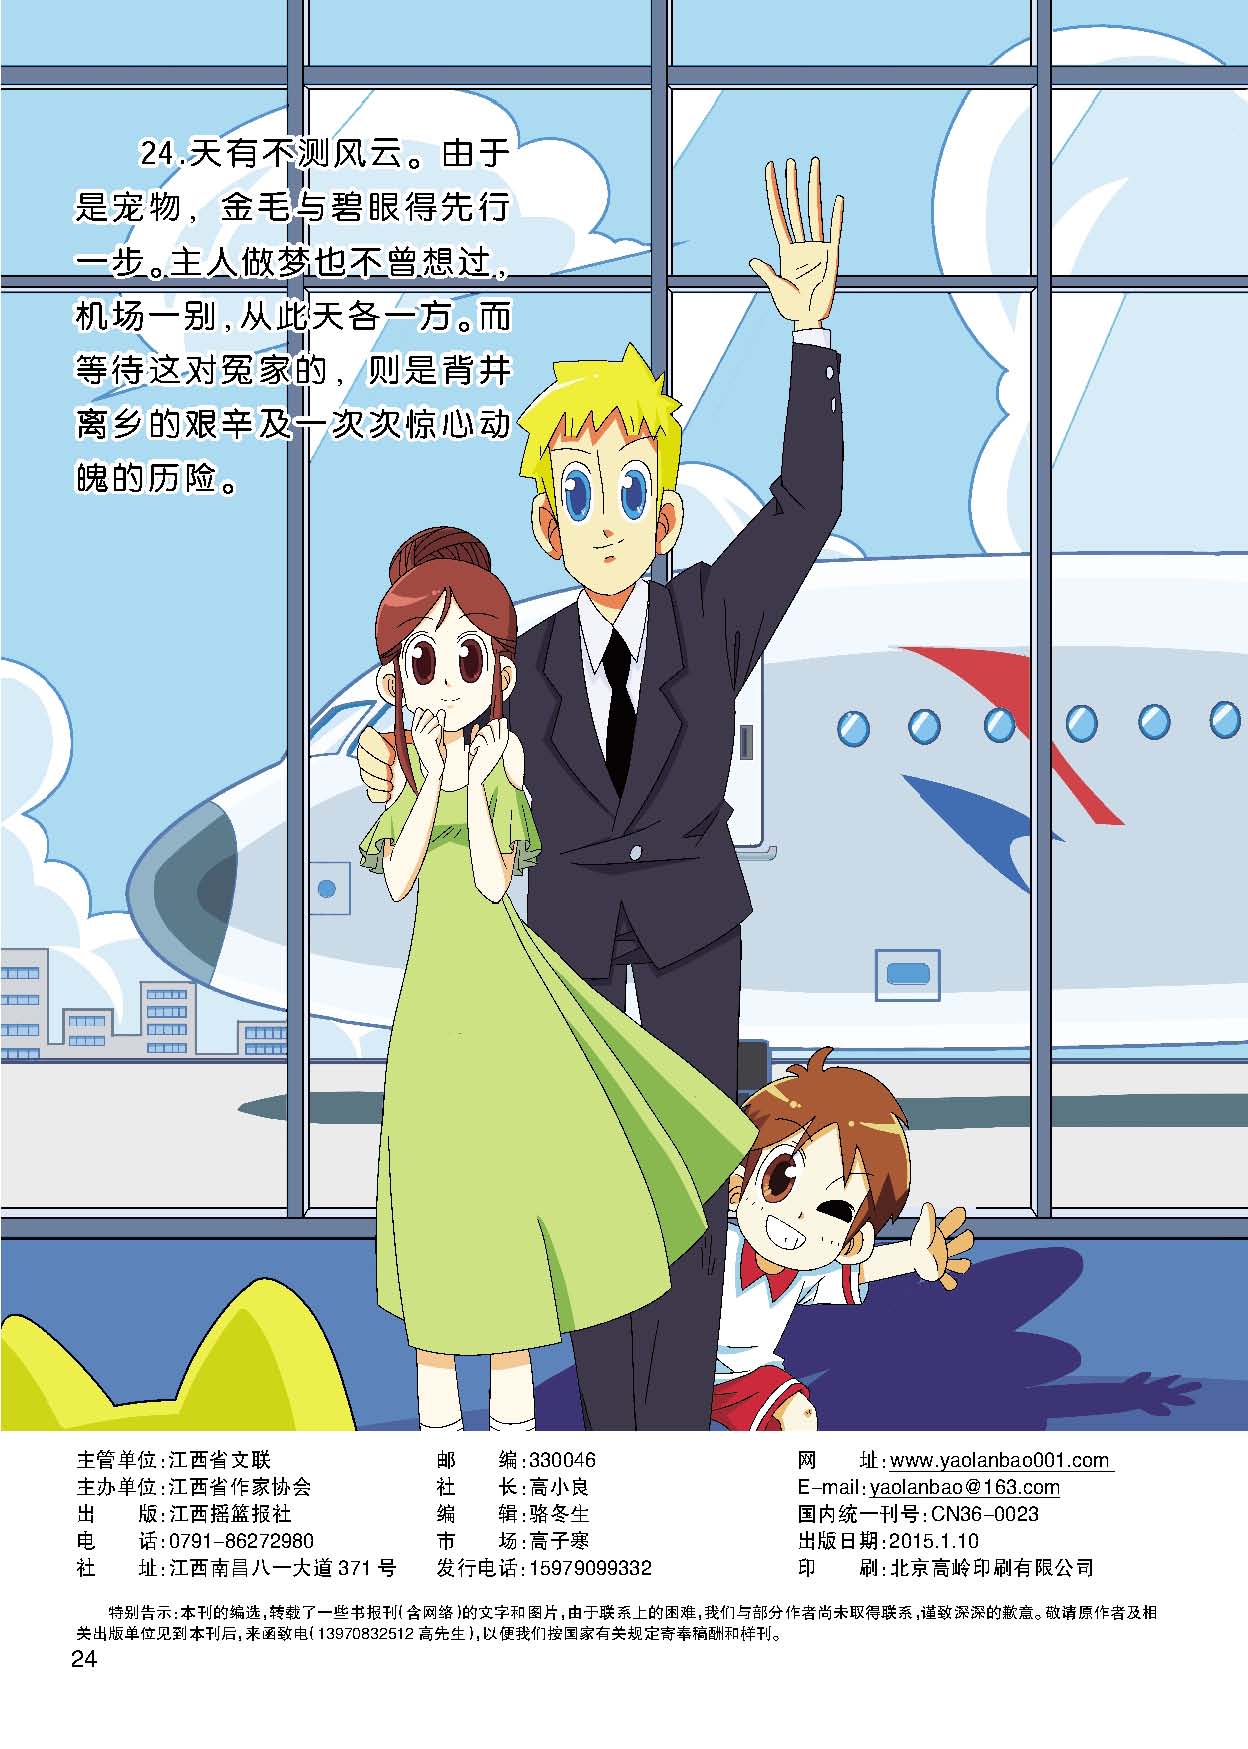 24.天有不测风云。由于
是宠物，金毛与碧眼得先行
一步。主人做梦也不曾想过，
机场一别，从此天各一方。而
等待这对冤家的，则是背井
离乡的艰辛及一次次惊心动
魄的历险。
主管单位：江西省文联
主办单位：江西省作家协会
出　　版：江西摇篮报社
电　　话：0791-86272980
社　　址：江西南昌八一大道371号
邮　　编：330046
社　　长：高小良
编　　辑：骆冬生
市　　场：高子寒
发行电话：15979099332
网　　址：www.yaolanbao001.com
E-mail：yaolanbao@163.com
国内统一刊号：CN36-0023
出版日期：2015.1.10
印　　刷：北京高岭印刷有限公司
特别告示：本刊的编选，转载了一些书报刊（含网络）的文字和图片，由于联系上的困难，我们与部分作者尚未取得联系，谨致深深的歉意。敬请原作者及相
关出版单位见到本刊后，来函致电（13970832512高先生），以便我们按国家有关规定寄奉稿酬和样刊。
24